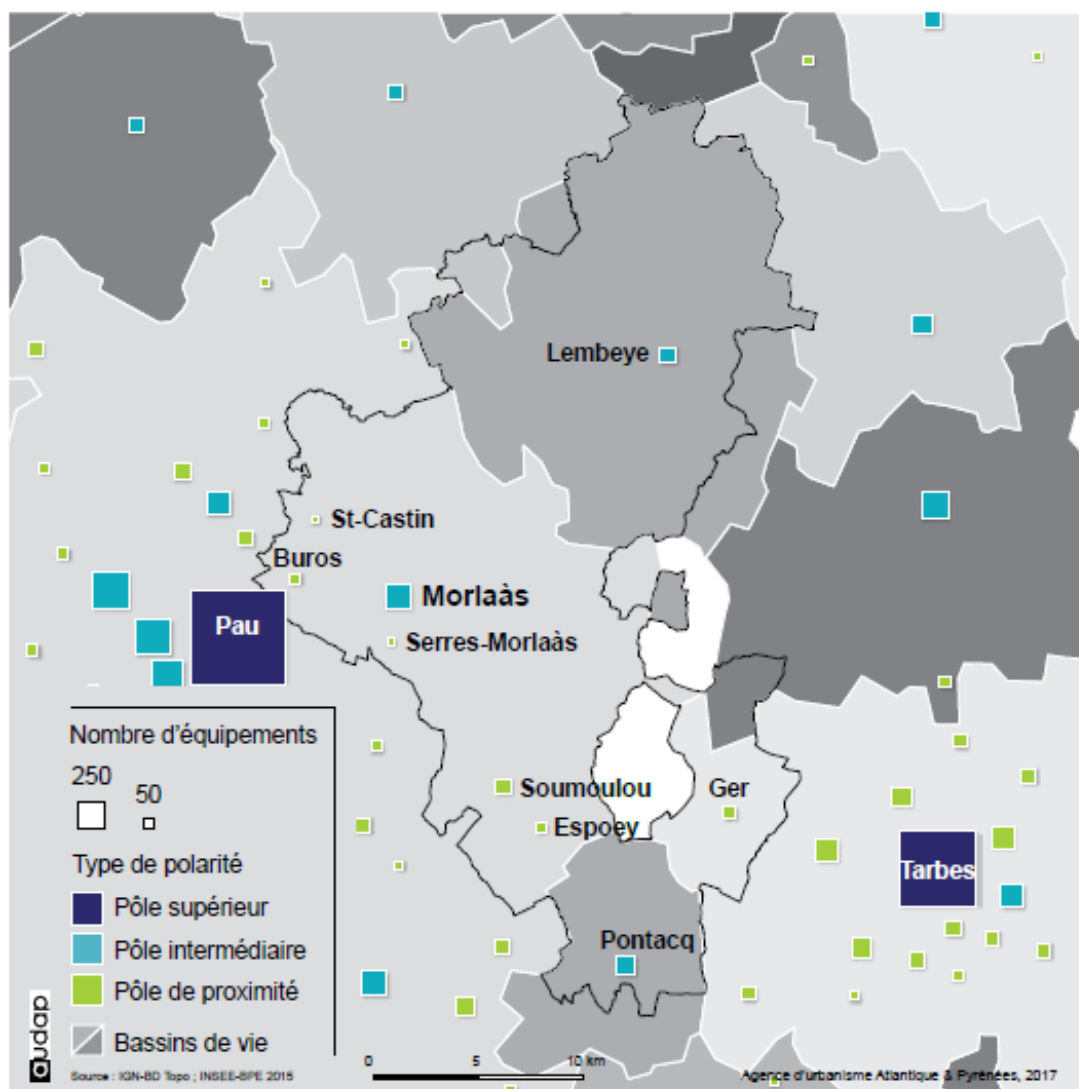 Lembeye
St-Castin
Buros
Morlaàs
Pau
Serres-Morlaàs
Nombre d'équipements
250
50
Soumoulou
Ger
Espoey
Type de polarité
Tarbes
Pôle supérieur
Pôle intermédiaire
Pontacq
Pôle de proximité
Bassins de vie
audap
0 5 10 km
Source : IGN-BD Topo ; INSEE-BPE 2015
Agence d'urbanisme Atlantique & Pyrénées, 2017